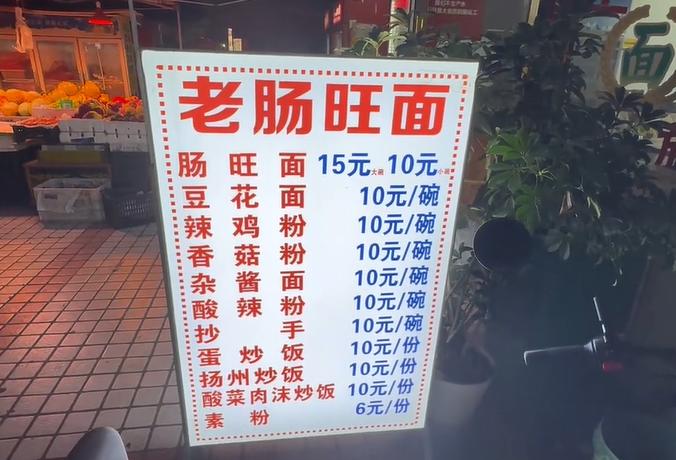 老肠旺面
肠旺面 15元大碗 10元小碗
豆花面 10元/碗
辣鸡粉 10元/碗
香菇粉 10元/碗
杂酱面 10元/碗
酸辣粉 10元/碗
抄手 10元/碗
蛋炒饭 10元/份
扬州炒饭 10元/份
酸菜肉沫炒饭 10元/份
素粉 6元/份
面